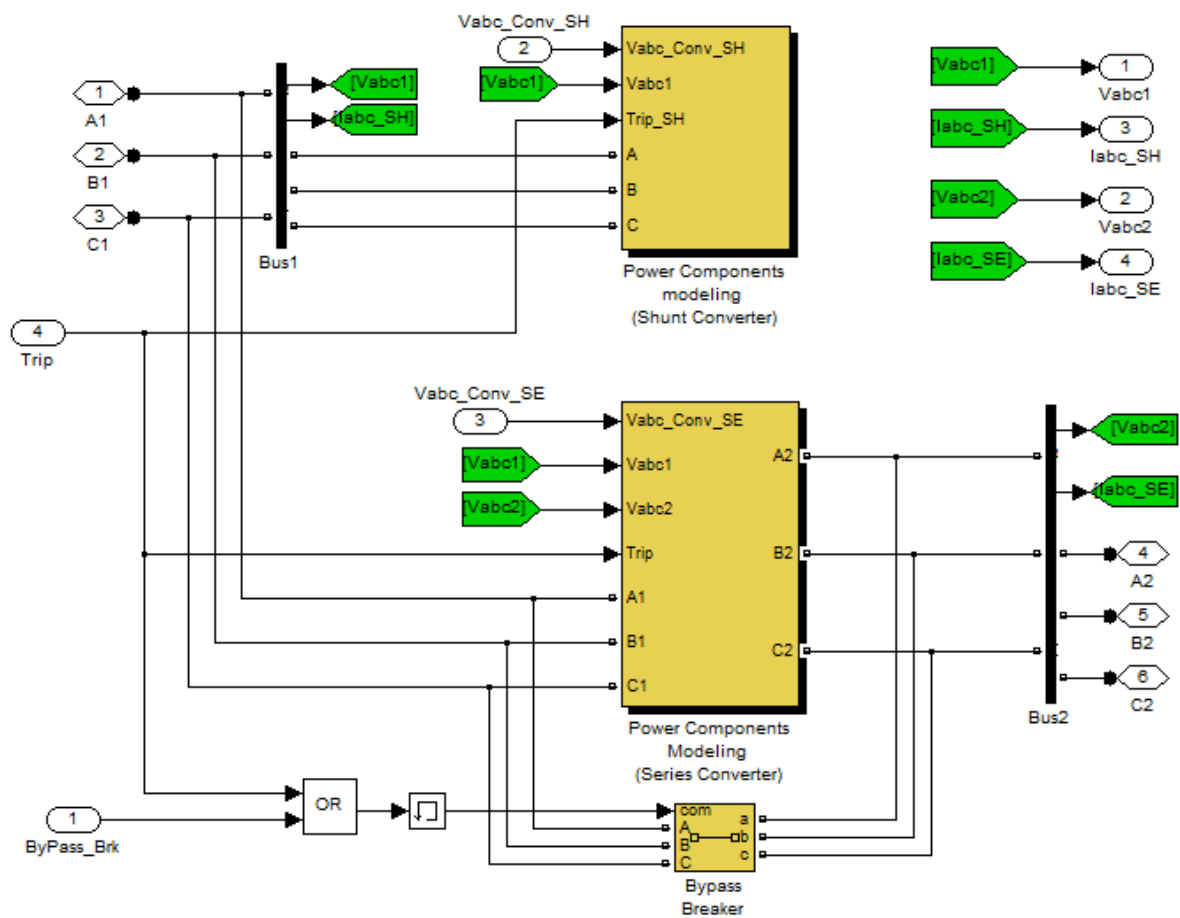 Vabc_Conv_SH
2
Vabc_Conv_SH
[Vabc1]
[Vabc1]
Vabc1
[Vabc1]
1
Vabc1
1
A1
[Iabc_SH]
Trip_SH
[Iabc_SH]
3
Iabc_SH
2
B1
A
B
[Vabc2]
2
Vabc2
3
C1
C
Bus1
[Iabc_SE]
4
Iabc_SE
Power Components
modeling
(Shunt Converter)
4
Trip
Vabc_Conv_SE
3
Vabc_Conv_SE
[Vabc2]
[Vabc1]
Vabc1
A2
[Iabc_SE]
[Vabc2]
Vabc2
Trip
B2
4
A2
A1
5
B2
B1
C2
6
C2
C1
Bus2
Power Components
Modeling
(Series Converter)
OR
1
ByPass_Brk
com
A
B
C
a
b
c
Bypass
Breaker